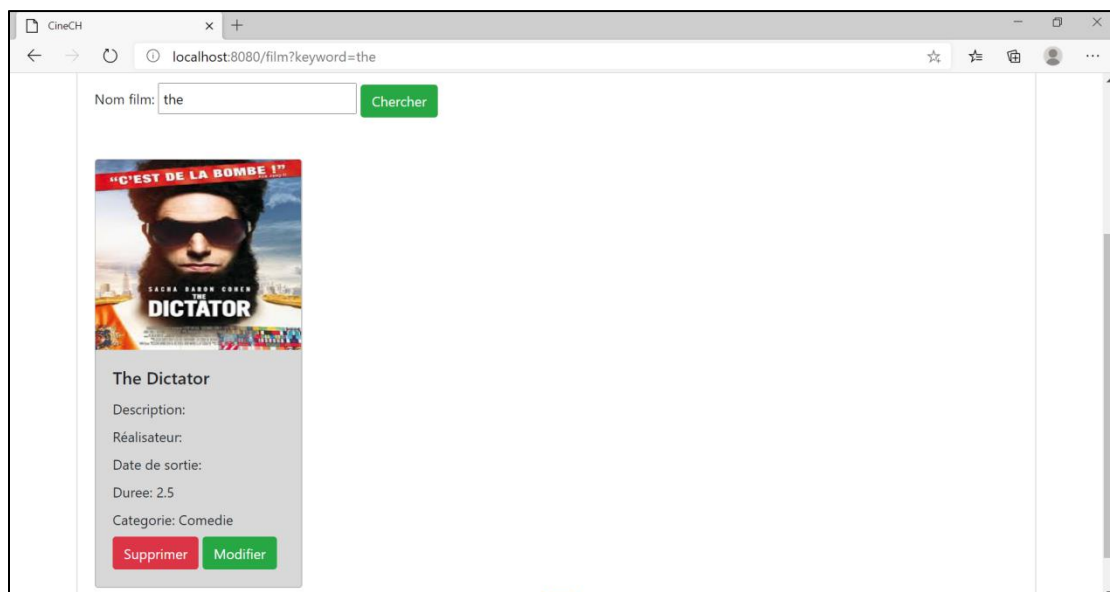 CineCH
localhost:8080/film?keyword=the
Nom film: the Chercher
"C'EST DE LA BOMBE !"
SACHA BARON COHEN
THE
DICTATOR
The Dictator
Description:
Réalisateur:
Date de sortie:
Duree: 2.5
Categorie: Comedie
Supprimer Modifier